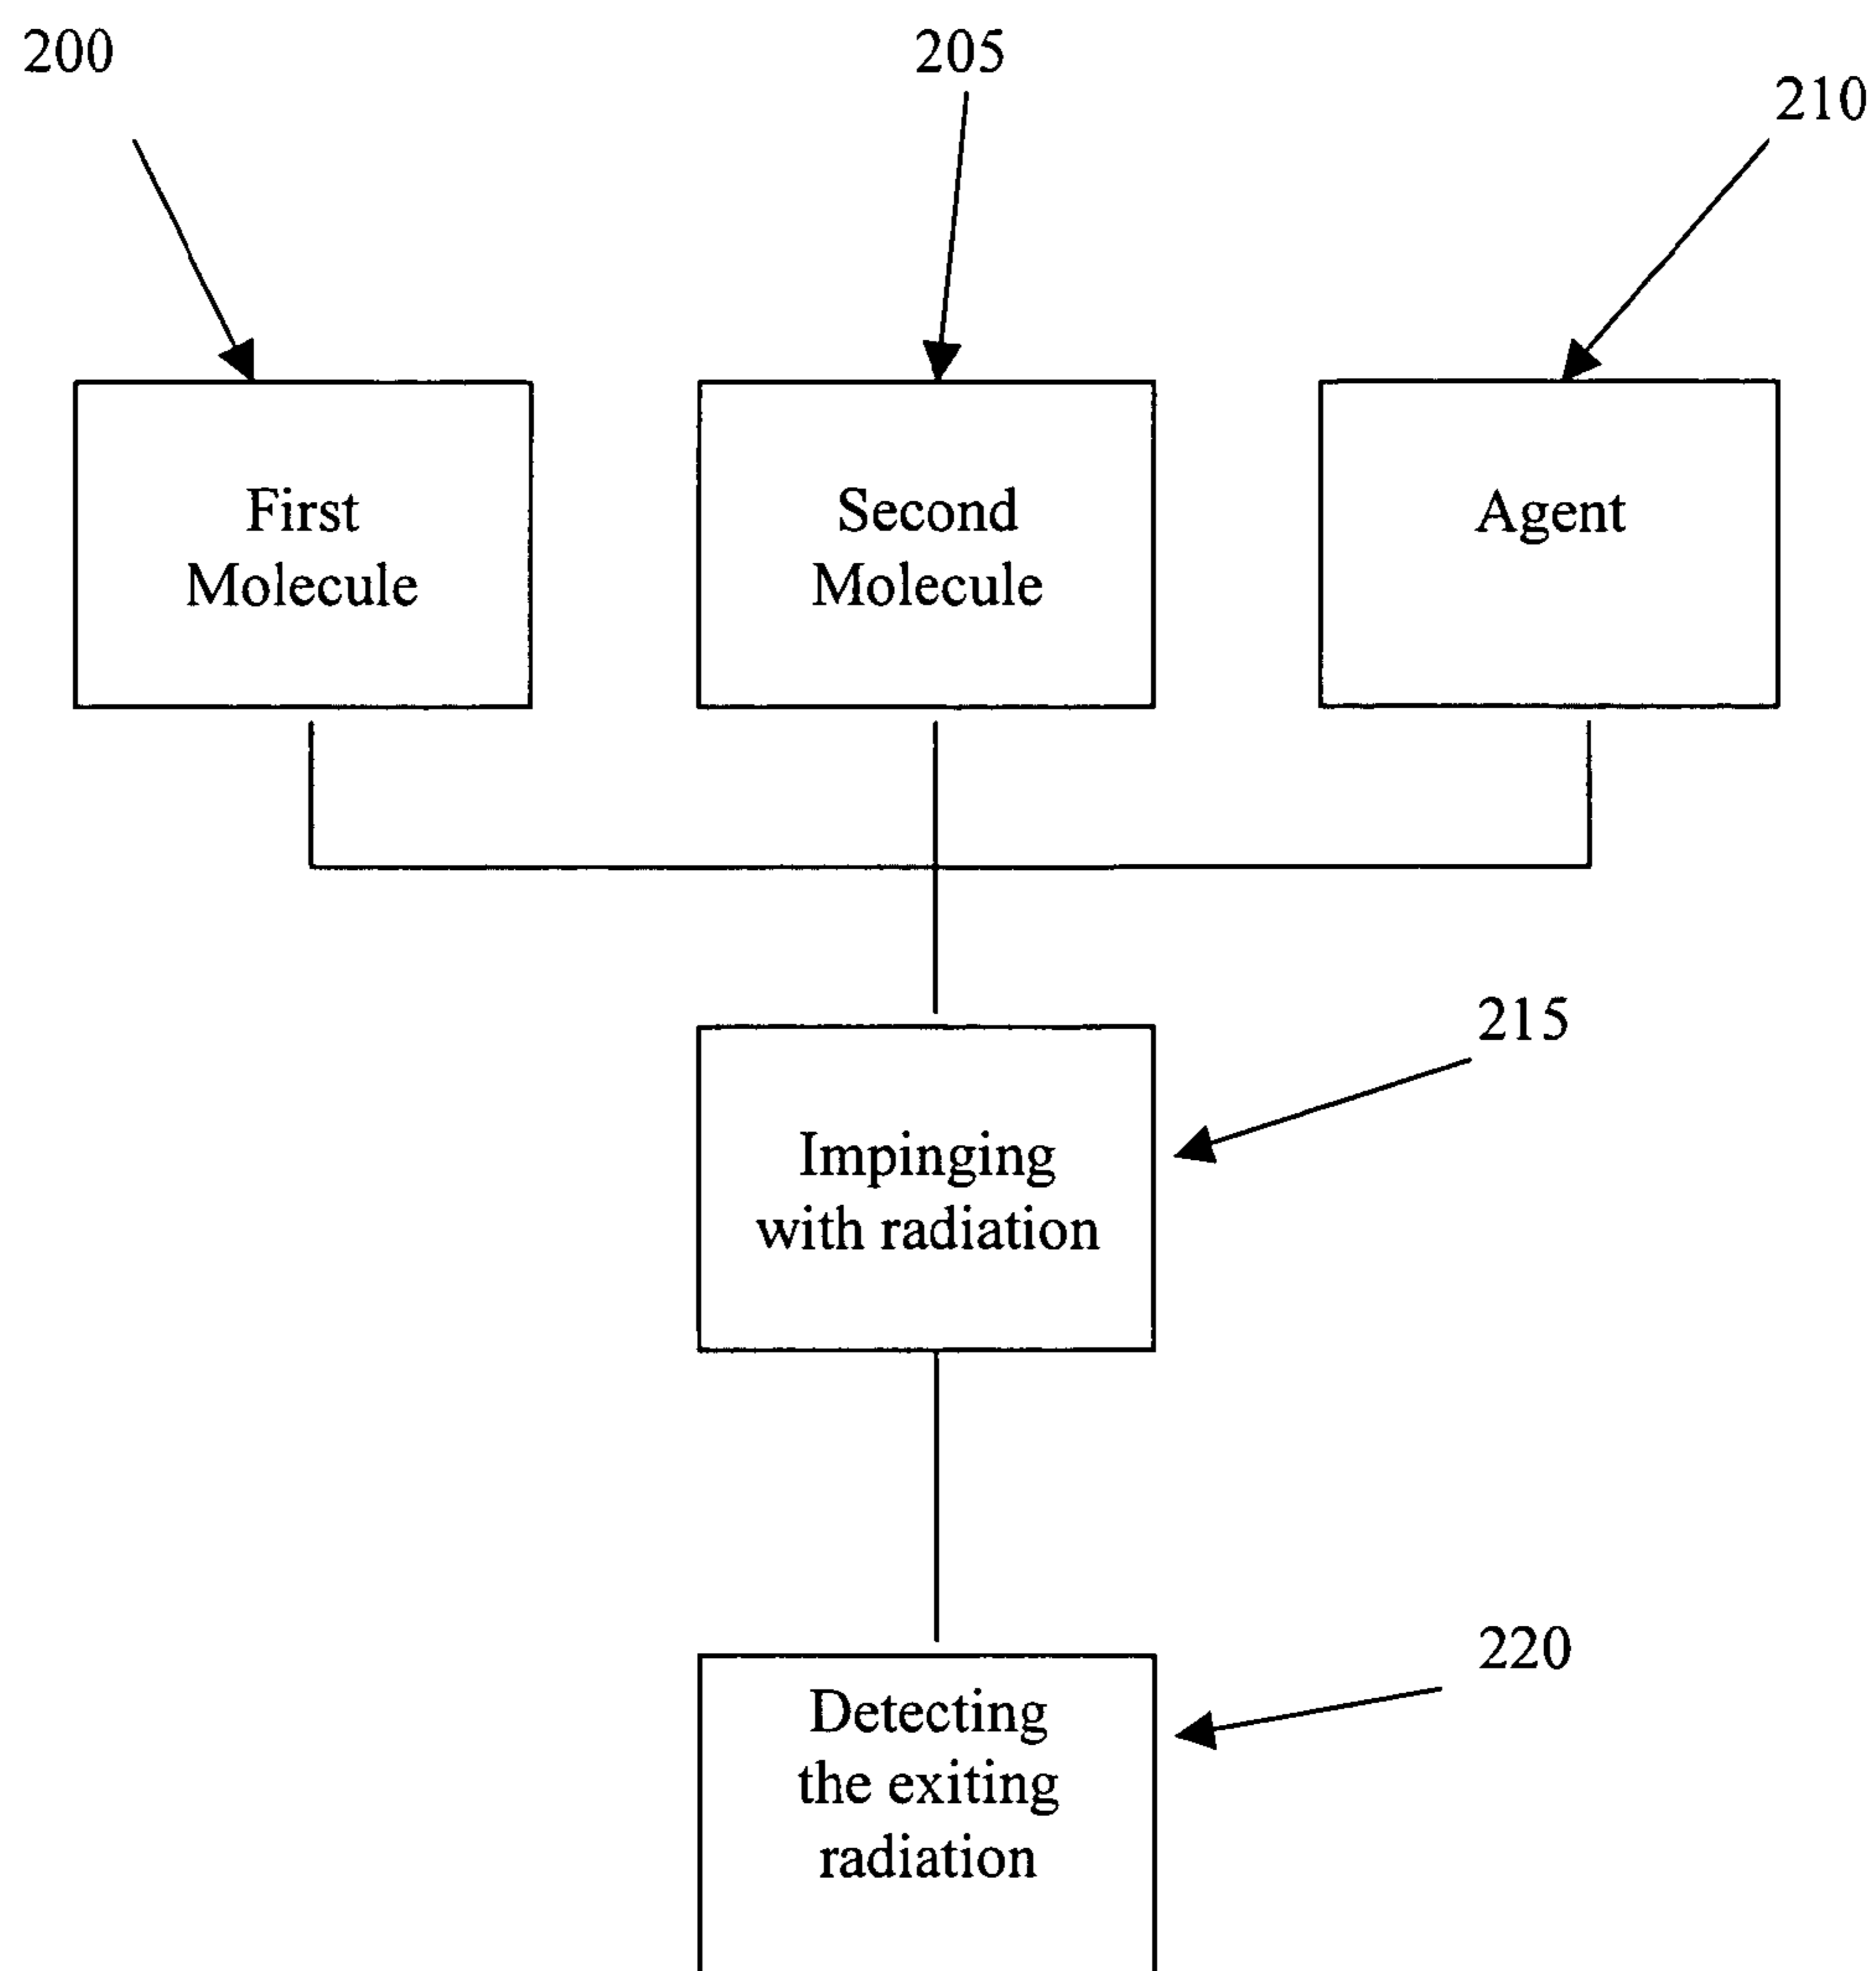 200
205
210
First
Molecule
Second
Molecule
Agent
215
Impinging
with radiation
220
Detecting
the exiting
radiation